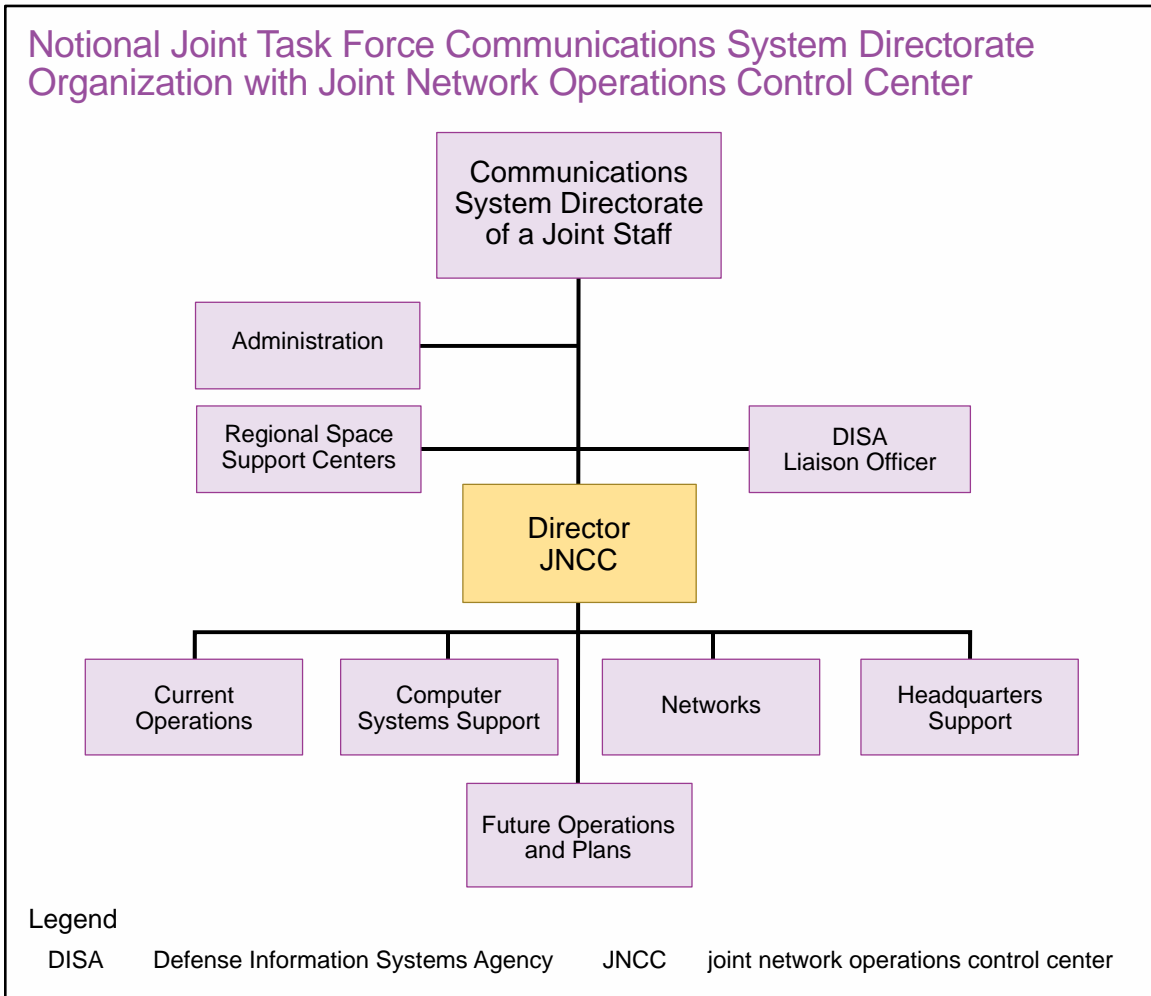 Notional Joint Task Force Communications System Directorate
Organization with Joint Network Operations Control Center
Communications
System Directorate
of a Joint Staff
Administration
Regional Space
Support Centers
DISA
Liaison Officer
Director
JNCC
Current
Operations
Computer
Systems Support
Networks
Headquarters
Support
Future Operations
and Plans
Legend
DISA Defense Information Systems Agency JNCC joint network operations control center